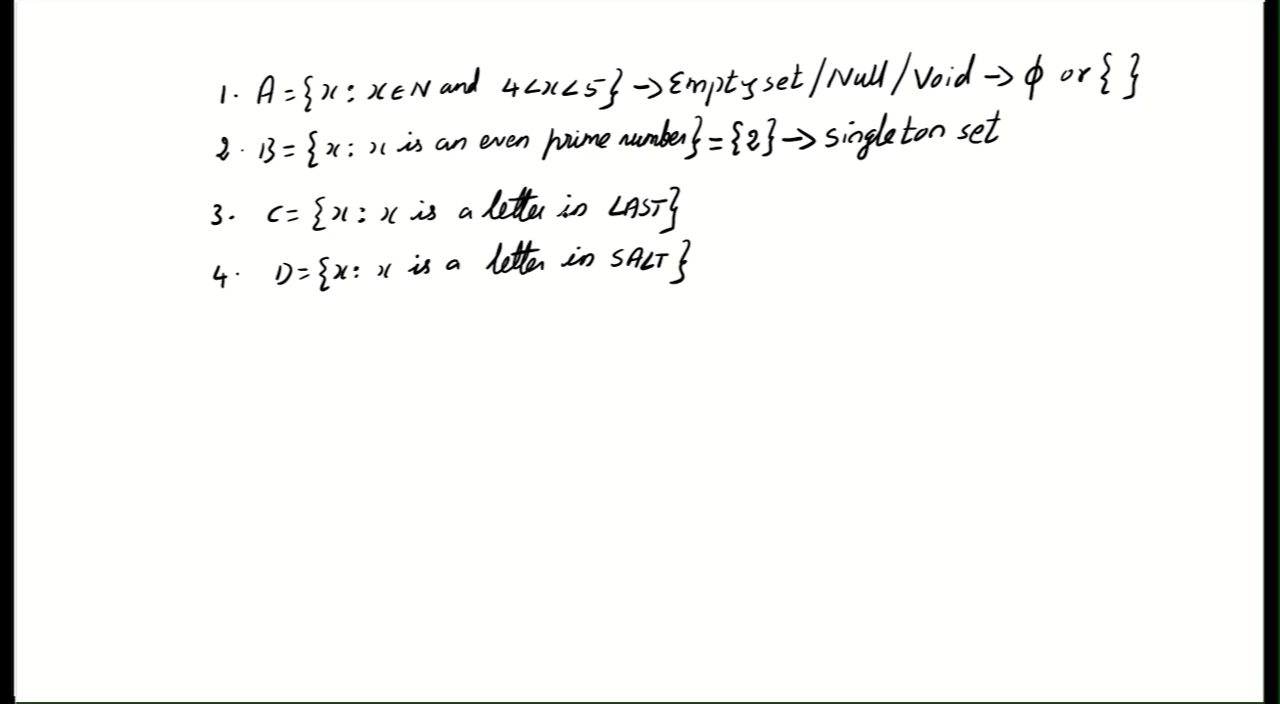 1. A={x: x∈N and 4<x<5} → Empty set/Null/Void → ϕ or { }
2. B={x: x is an even prime number}={2} → singleton set
3. C={x: x is a letter in LAST}
4. D={x: x is a letter in SALT}